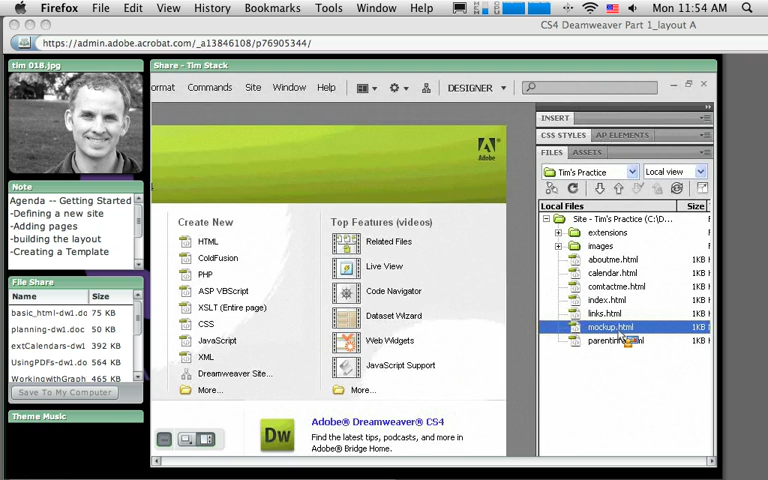 Firefox File Edit View History Bookmarks Tools Window Help Mon 11:54 AM
CS4 Deamweaver Part 1_layout A
https://admin.adobe.acrobat.com/_a13846108/p76905344/
tim 018.jpg
Note
Agenda -- Getting Started
-Defining a new site
-Adding pages
-building the layout
-Creating a Template
File Share
Name Size
basic_html-dw1.do 75 KB
planning-dw1.doc 50 KB
extCalendars-dw1 392 KB
UsingPDFs-dw1.do 564 KB
WorkingwithGraph 465 KB
Save To My Computer
Theme Music
Share - Tim Stack
ormat Commands Site Window Help DESIGNER
Adobe
Create New
HTML
ColdFusion
PHP
ASP VBScript
XSLT (Entire page)
CSS
JavaScript
XML
Dreamweaver Site...
More...
Top Features (videos)
Related Files
Live View
Code Navigator
Dataset Wizard
Web Widgets
JavaScript Support
More...
Dw
Adobe® Dreamweaver® CS4
Find the latest tips, podcasts, and more in
Adobe® Bridge Home.
INSERT
CSS STYLES AP ELEMENTS
FILES ASSETS
Tim's Practice Local view
Local Files Size
Site - Tim's Practice (C:\D...
extensions
images
aboutme.html 1KB
calendar.html 1KB
contactme.html 1KB
index.html 1KB
links.html 1KB
mockup.html 1KB
1KB